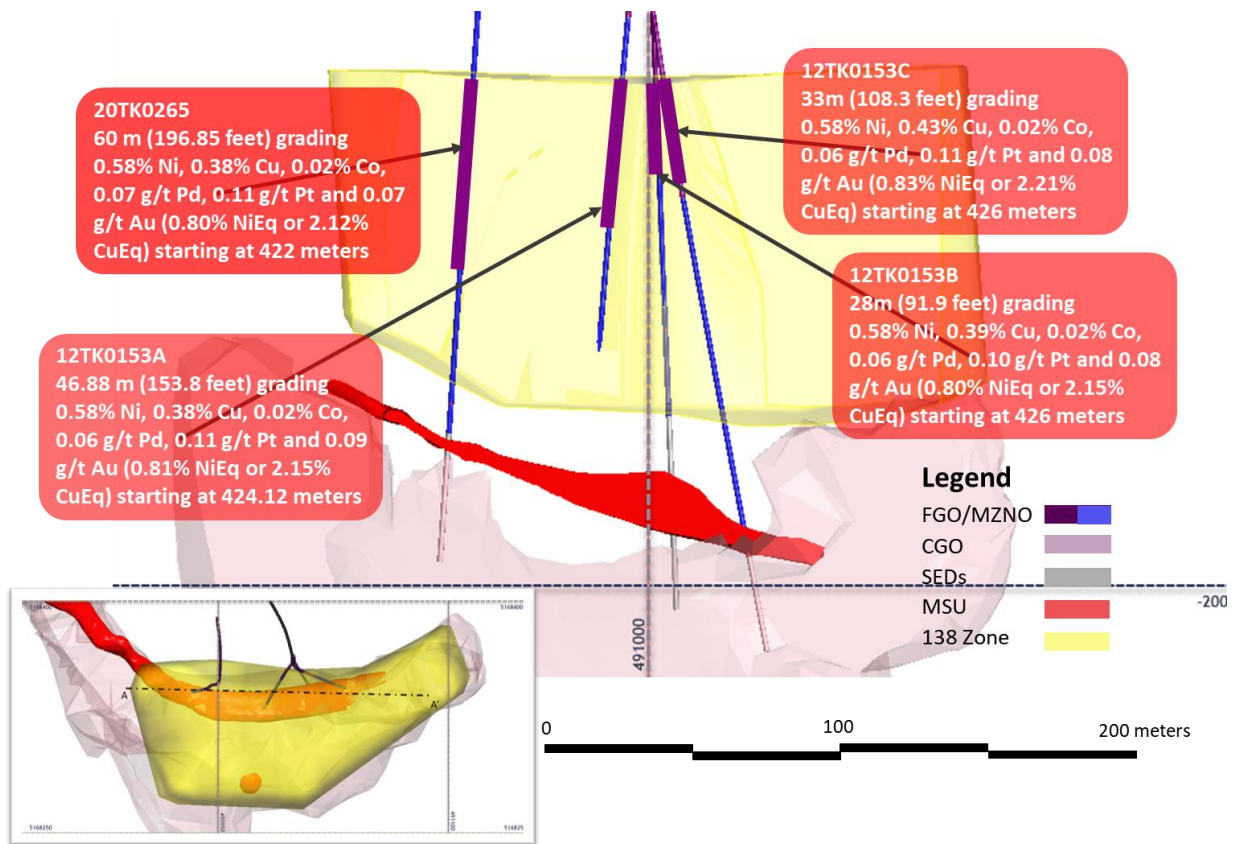 20TK0265
60 m (196.85 feet) grading
0.58% Ni, 0.38% Cu, 0.02% Co,
0.07 g/t Pd, 0.11 g/t Pt and 0.07
g/t Au (0.80% NiEq or 2.12%
CuEq) starting at 422 meters
12TK0153C
33m (108.3 feet) grading
0.58% Ni, 0.43% Cu, 0.02% Co,
0.06 g/t Pd, 0.11 g/t Pt and 0.08
g/t Au (0.83% NiEq or 2.21%
CuEq) starting at 426 meters
12TK0153A
46.88 m (153.8 feet) grading
0.58% Ni, 0.38% Cu, 0.02% Co,
0.06 g/t Pd, 0.11 g/t Pt and 0.09
g/t Au (0.81% NiEq or 2.15%
CuEq) starting at 424.12 meters
12TK0153B
28m (91.9 feet) grading
0.58% Ni, 0.39% Cu, 0.02% Co,
0.06 g/t Pd, 0.10 g/t Pt and 0.08
g/t Au (0.80% NiEq or 2.15%
CuEq) starting at 426 meters
Legend
FGO/MZNO
CGO
SEDs
MSU
138 Zone
-200
491000
0 100 200 meters
5168400 5168400
A A'
491100
5168250 516825